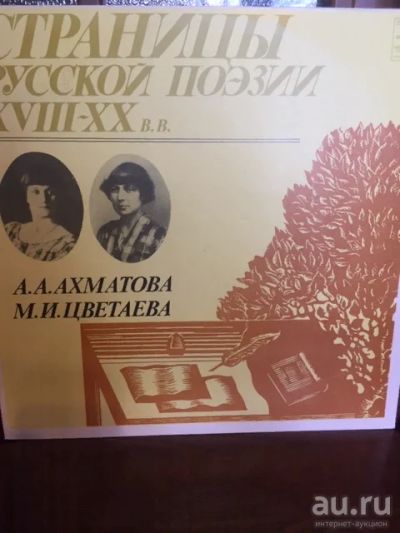 СТРАНИЦЫ
РУССКОЙ ПОЭЗИИ
XVIII-XX В.В.
А.А.АХМАТОВА
М.И.ЦВЕТАЕВА
au.ru
интернет-аукцион